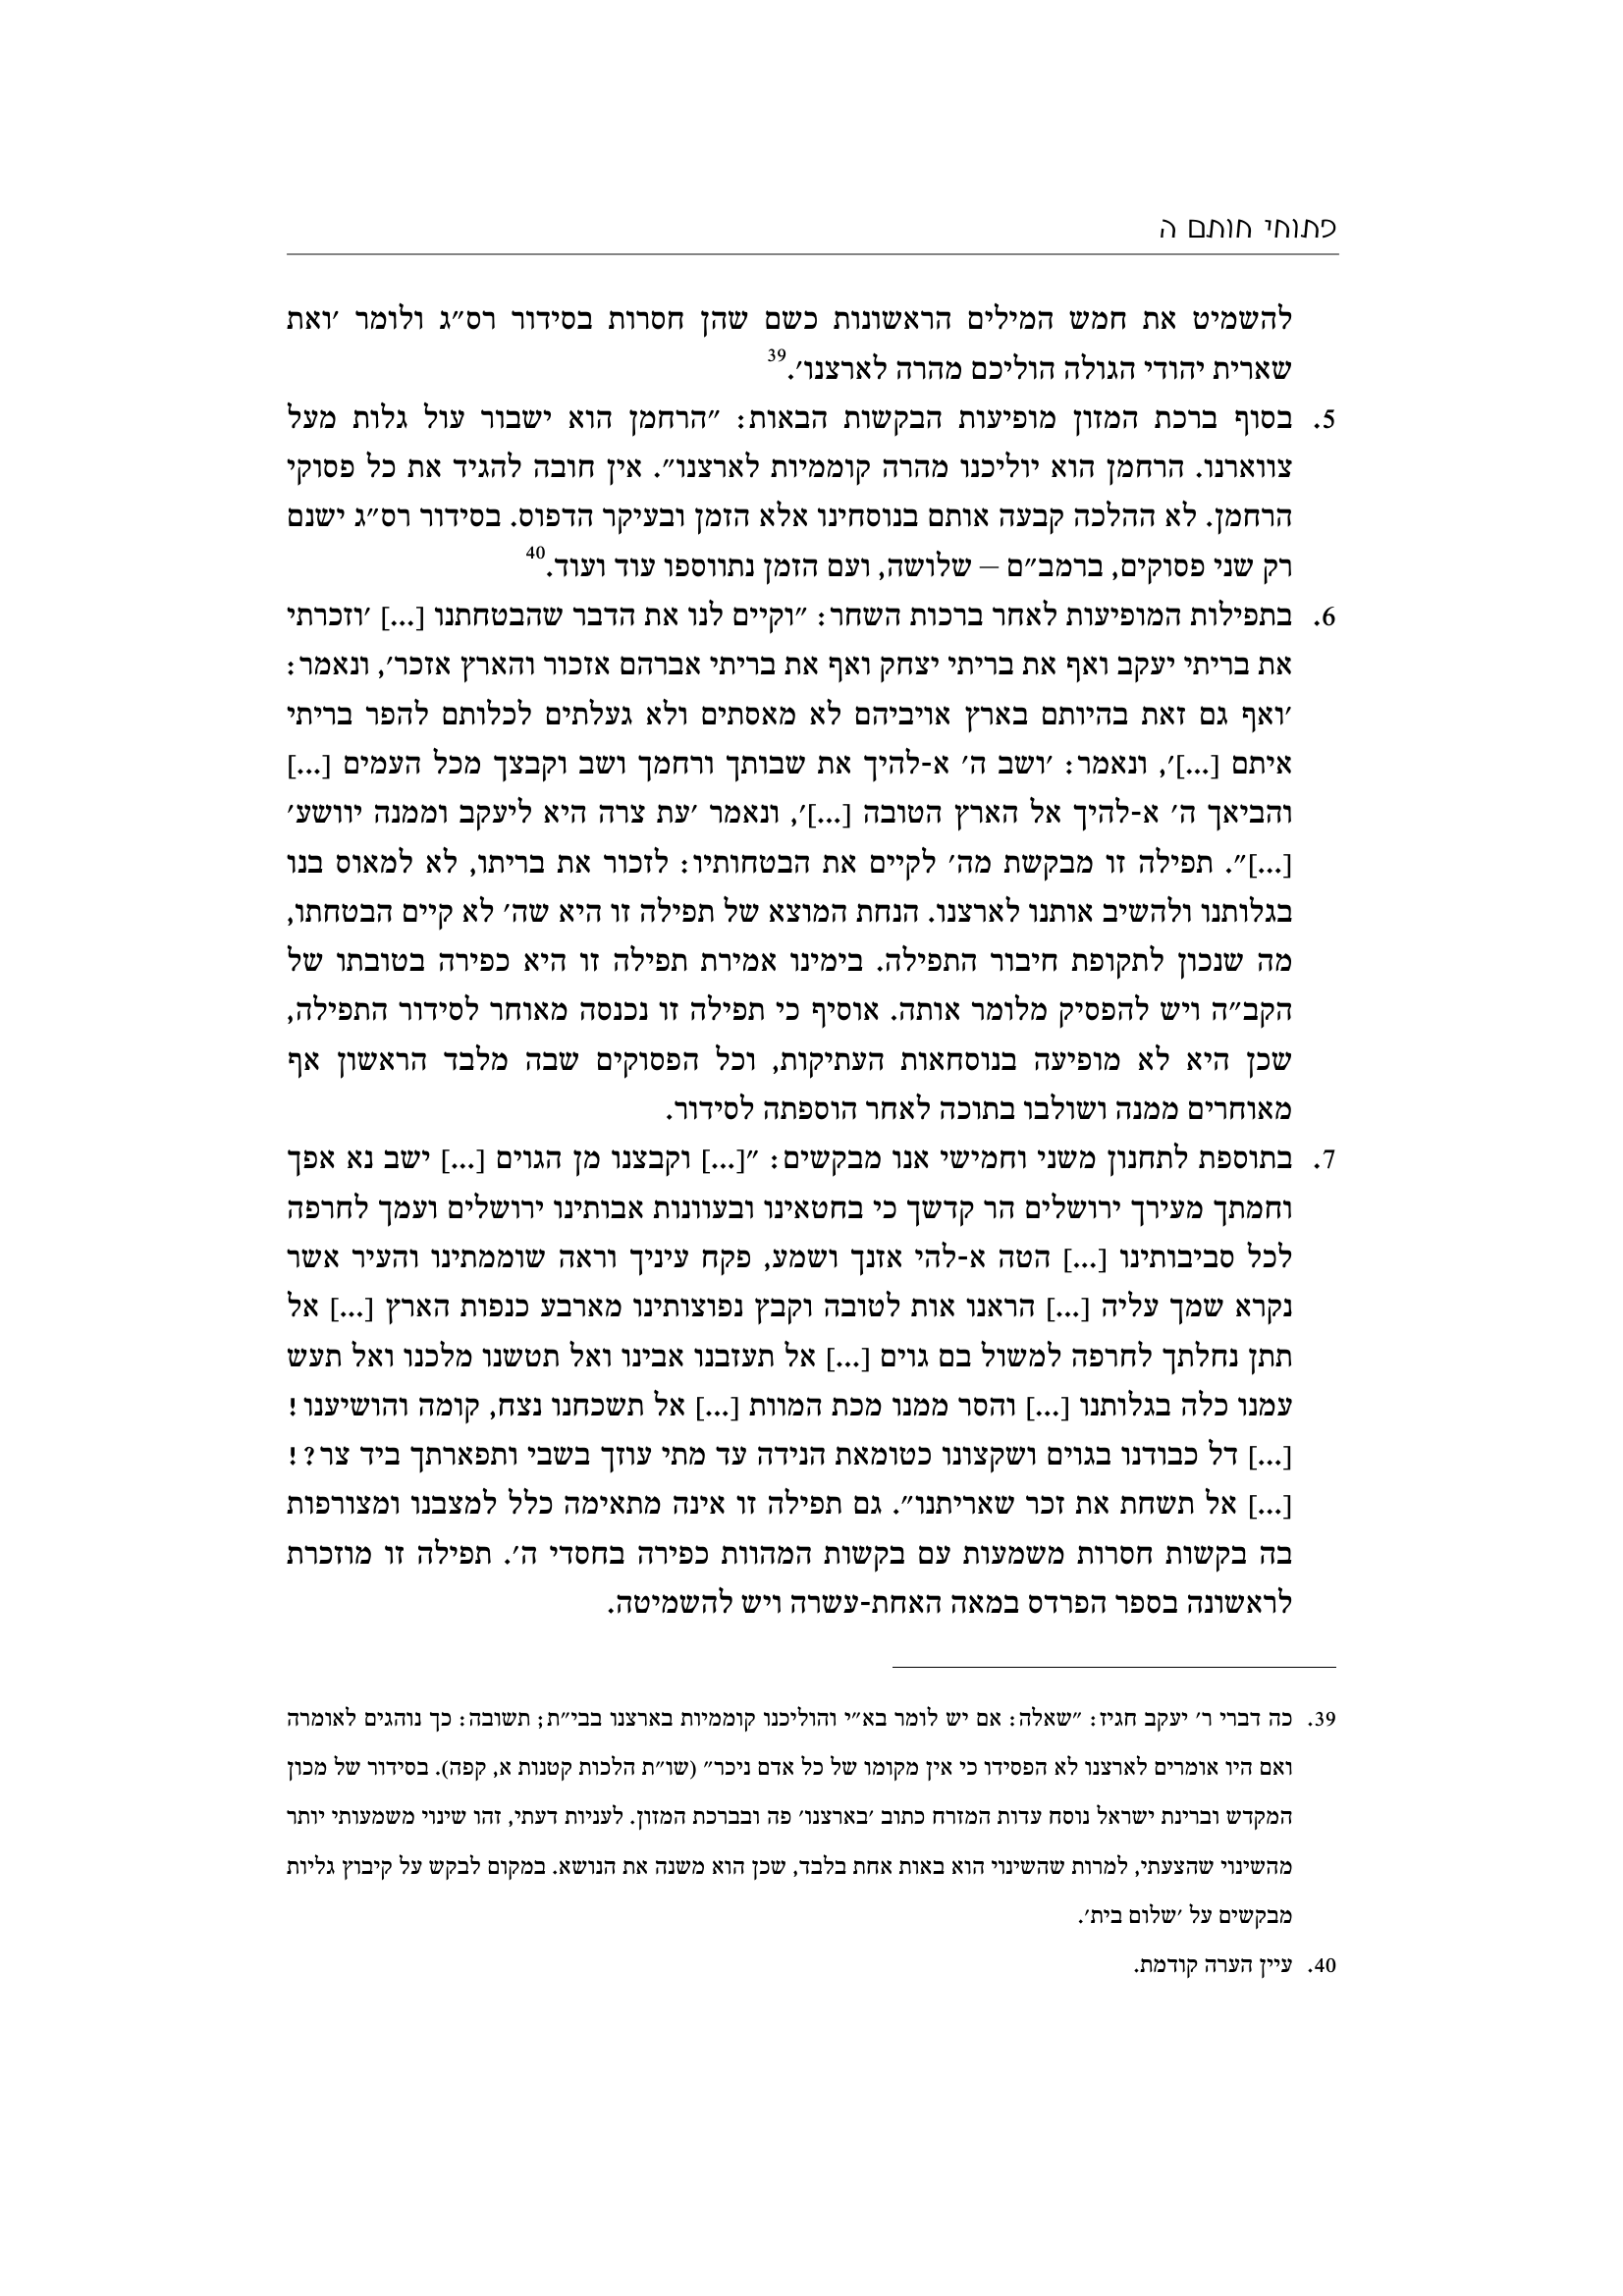 פתוחי חותם ה
להשמיט את חמש המילים הראשונות כשם שהן חסרות בסידור רס״ג ולומר ׳ואת
שארית יהודי הגולה הוליכם מהרה לארצנו׳.39
5. בסוף ברכת המזון מופיעות הבקשות הבאות: ״הרחמן הוא ישבור עול גלות מעל
צווארנו. הרחמן הוא יוליכנו מהרה קוממיות לארצנו״. אין חובה להגיד את כל פסוקי
הרחמן. לא ההלכה קבעה אותם בנוסחינו אלא הזמן ובעיקר הדפוס. בסידור רס״ג ישנם
רק שני פסוקים, ברמב״ם – שלושה, ועם הזמן נתווספו עוד ועוד.40
6. בתפילות המופיעות לאחר ברכות השחר: ״וקיים לנו את הדבר שהבטחתנו [...] ׳וזכרתי
את בריתי יעקב ואף את בריתי יצחק ואף את בריתי אברהם אזכור והארץ אזכר׳, ונאמר:
׳ואף גם זאת בהיותם בארץ אויביהם לא מאסתים ולא געלתים לכלותם להפר בריתי
איתם [...]׳, ונאמר: ׳ושב ה׳ א-להיך את שבותך ורחמך ושב וקבצך מכל העמים [...]
והביאך ה׳ א-להיך אל הארץ הטובה [...]׳, ונאמר ׳עת צרה היא ליעקב וממנה יוושע׳
[...]״. תפילה זו מבקשת מה׳ לקיים את הבטחותיו: לזכור את בריתו, לא למאוס בנו
בגלותנו ולהשיב אותנו לארצנו. הנחת המוצא של תפילה זו היא שה׳ לא קיים הבטחתו,
מה שנכון לתקופת חיבור התפילה. בימינו אמירת תפילה זו היא כפירה בטובתו של
הקב״ה ויש להפסיק מלומר אותה. אוסיף כי תפילה זו נכנסה מאוחר לסידור התפילה,
שכן היא לא מופיעה בנוסחאות העתיקות, וכל הפסוקים שבה מלבד הראשון אף
מאוחרים ממנה ושולבו בתוכה לאחר הוספתה לסידור.
7. בתוספת לתחנון משני וחמישי אנו מבקשים: ״[...] וקבצנו מן הגוים [...] ישב נא אפך
וחמתך מעירך ירושלים הר קדשך כי בחטאינו ובעוונות אבותינו ירושלים ועמך לחרפה
לכל סביבותינו [...] הטה א-להי אזנך ושמע, פקח עיניך וראה שוממתינו והעיר אשר
נקרא שמך עליה [...] הראנו אות לטובה וקבץ נפוצותינו מארבע כנפות הארץ [...] אל
תתן נחלתך לחרפה למשול בם גוים [...] אל תעזבנו אבינו ואל תטשנו מלכנו ואל תעש
עמנו כלה בגלותנו [...] והסר ממנו מכת המוות [...] אל תשכחנו נצח, קומה והושיענו!
[...] דל כבודנו בגוים ושקצונו כטומאת הנידה עד מתי עוזך בשבי ותפארתך ביד צר?!
[...] אל תשחת את זכר שאריתנו״. גם תפילה זו אינה מתאימה כלל למצבנו ומצורפות
בה בקשות חסרות משמעות עם בקשות המהוות כפירה בחסדי ה׳. תפילה זו מוזכרת
לראשונה בספר הפרדס במאה האחת-עשרה ויש להשמיטה.
39. כה דברי ר׳ יעקב חגיז: ״שאלה: אם יש לומר בא״י והוליכנו קוממיות בארצנו בבי״ת; תשובה: כך נוהגים לאומרה
ואם היו אומרים לארצנו לא הפסידו כי אין מקומו של כל אדם ניכר״ (שו״ת הלכות קטנות א, קפה). בסידור של מכון
המקדש וברינת ישראל נוסח עדות המזרח כתוב ׳בארצנו׳ פה ובברכת המזון. לעניות דעתי, זהו שינוי משמעותי יותר
מהשינוי שהצעתי, למרות שהשינוי הוא באות אחת בלבד, שכן הוא משנה את הנושא. במקום לבקש על קיבוץ גליות
מבקשים על ׳שלום בית׳.
40. עיין הערה קודמת.